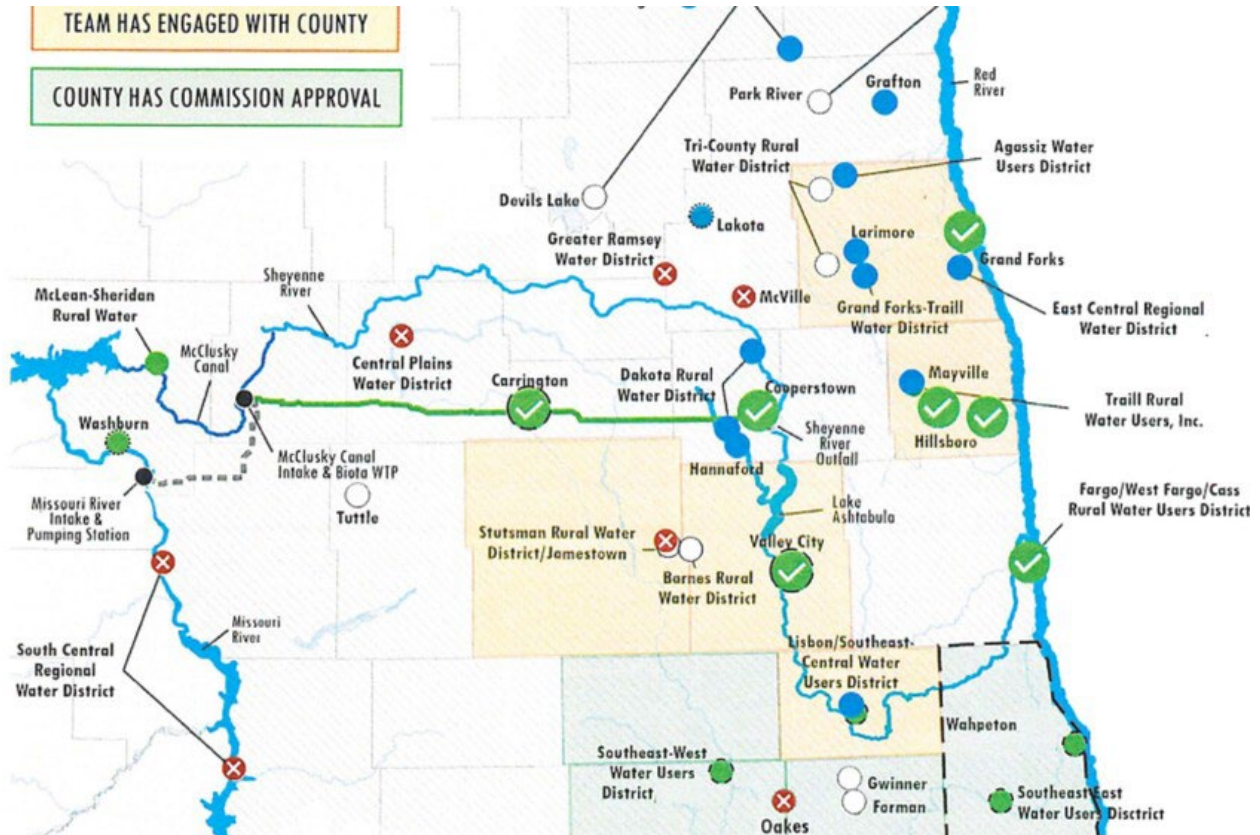 TEAM HAS ENGAGED WITH COUNTY
COUNTY HAS COMMISSION APPROVAL
Park River
Grafton
Red
River
Tri-County Rural
Water District
Agassiz Water
Users District
Devils Lake
Lakota
Larimore
Greater Ramsey
Water District
Grand Forks
Sheyenne
River
McLean-Sheridan
Rural Water
McVille
Grand Forks-Traill
Water District
East Central Regional
Water District
McClusky
Canal
Central Plains
Water District
Carrington
Dakota Rural
Water District
Cooperstown
Mayville
Traill Rural
Water Users, Inc.
Washburn
Hillsboro
Sheyenne
River
Outfall
McClusky Canal
Intake & Biota WTP
Hannaford
Missouri River
Intake &
Pumping Station
Tuttle
Lake
Ashtabula
Fargo/West Fargo/Cass
Rural Water Users District
Stutsman Rural Water
District/Jamestown
Valley City
Barnes Rural
Water District
Missouri
River
South Central
Regional
Water District
Lisbon/Southeast-
Central Water
Users District
Wahpeton
Southeast-West
Water Users
District
Gwinner
Forman
Southeast-East
Water Users Disctrict
Oakes